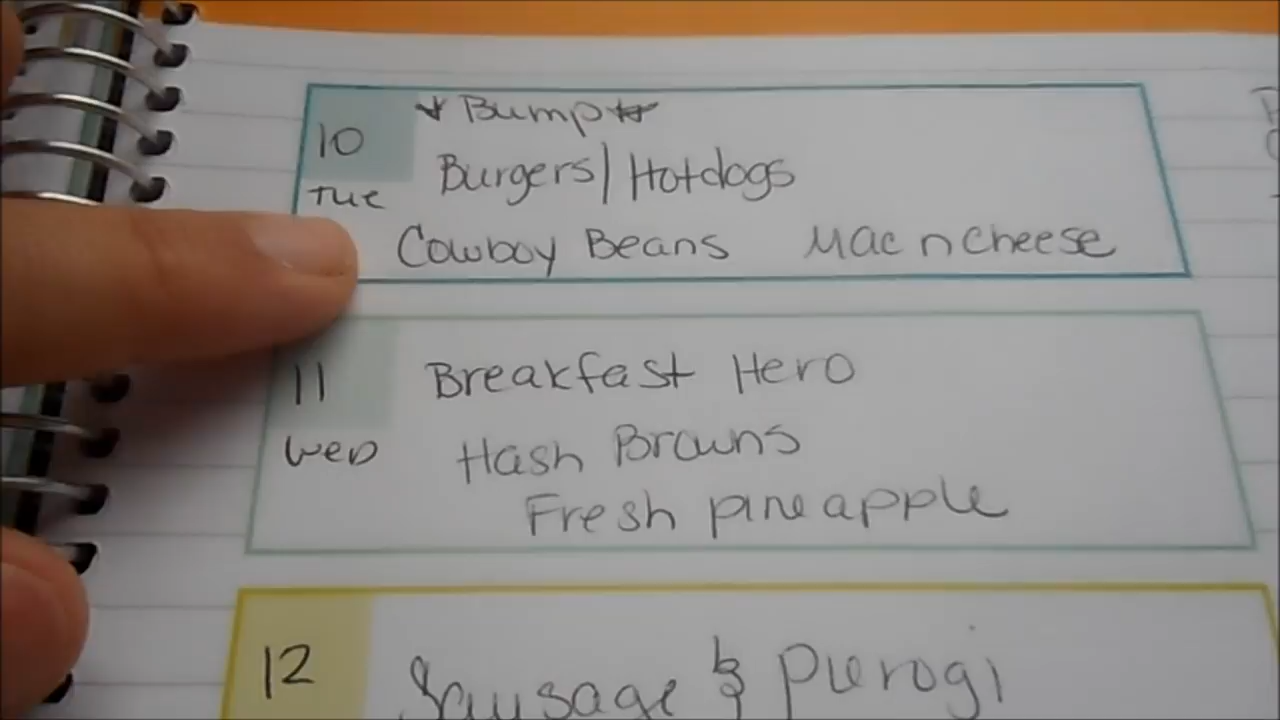 10 *Bump*
Burgers/Hotdogs
Tue
Cowboy Beans Mac n Cheese
11 Breakfast Hero
Wed Hash Browns
Fresh pineapple
12 Sausage & Pierogi